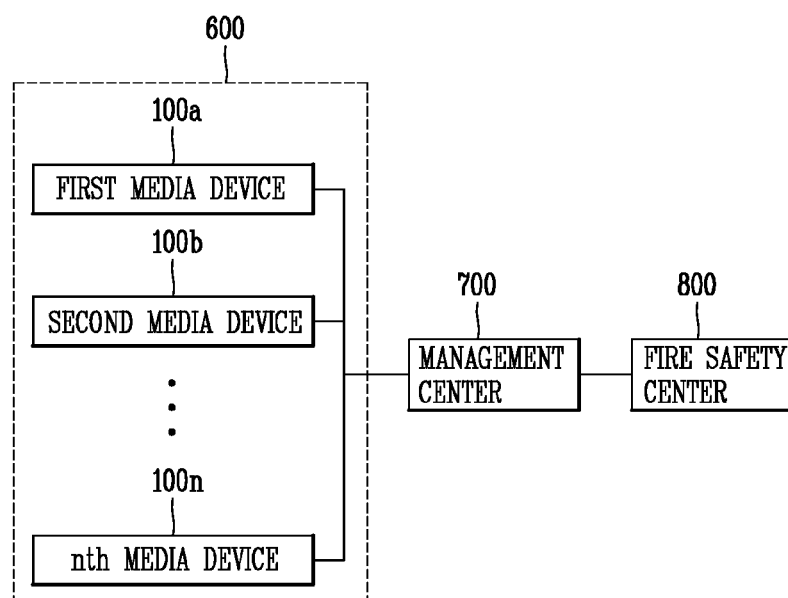 600
100a
FIRST MEDIA DEVICE
100b
SECOND MEDIA DEVICE
700
MANAGEMENT
CENTER
800
FIRE SAFETY
CENTER
100n
nth MEDIA DEVICE